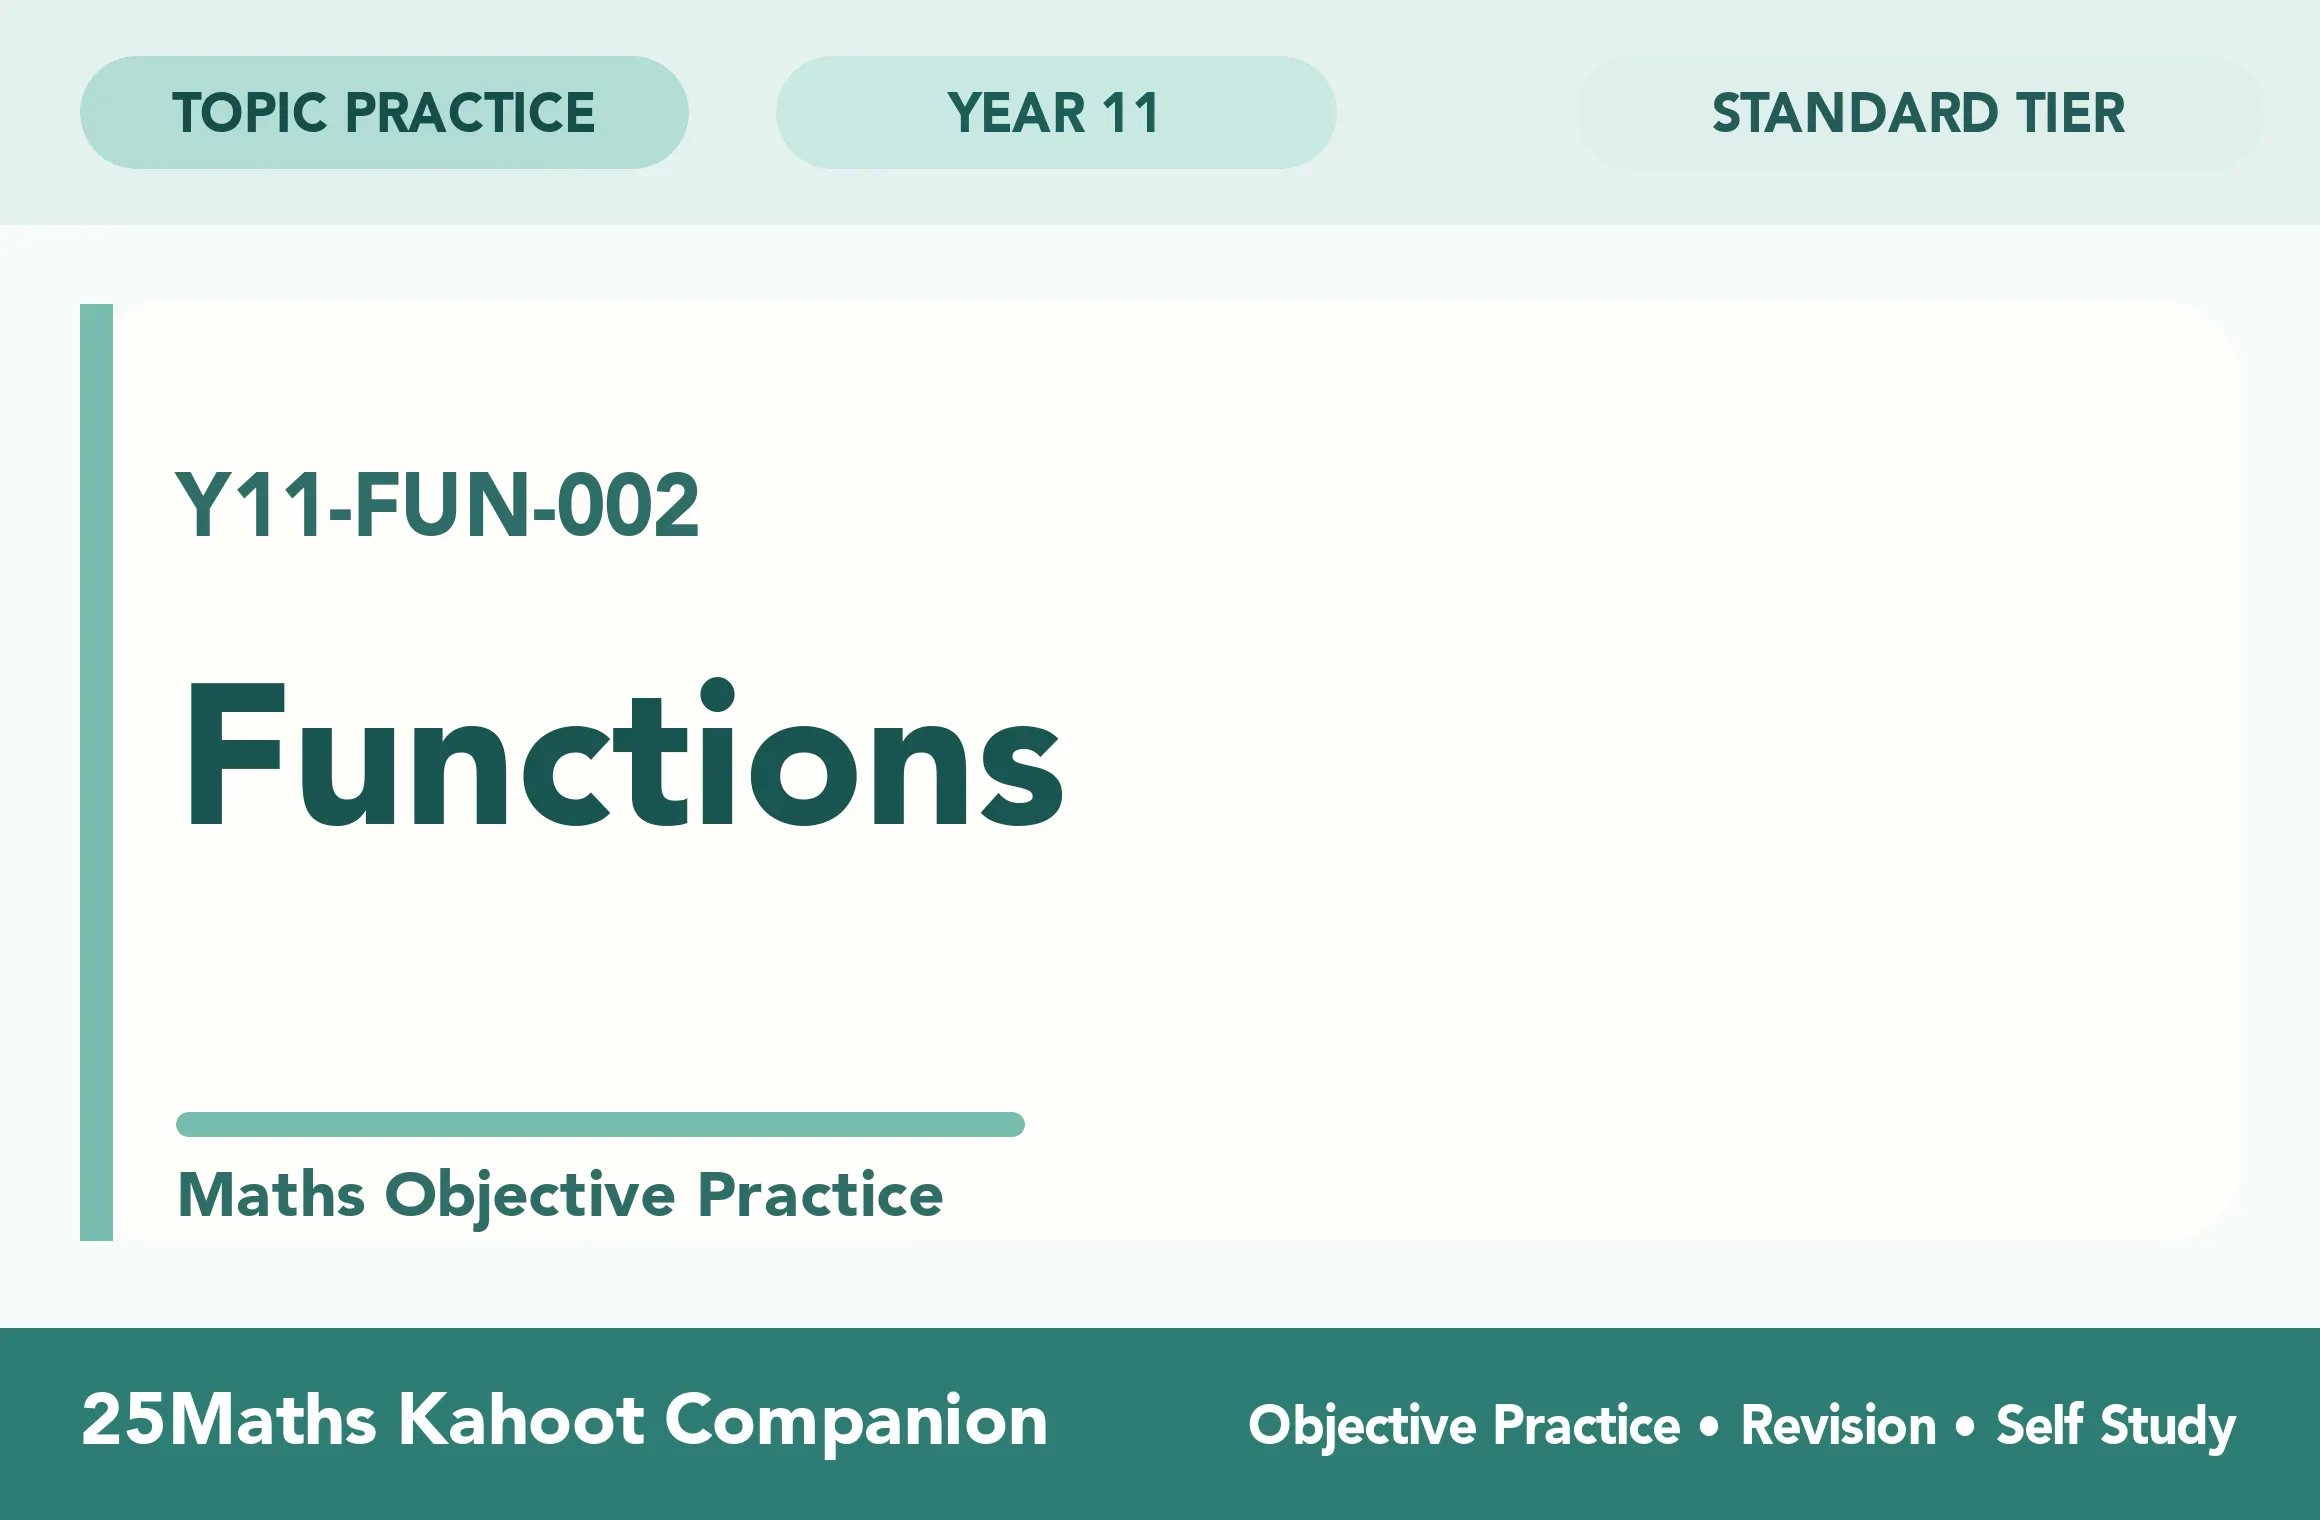 TOPIC PRACTICE
YEAR 11
STANDARD TIER
Y11-FUN-002
Functions
Maths Objective Practice
25Maths Kahoot Companion
Objective Practice • Revision • Self Study